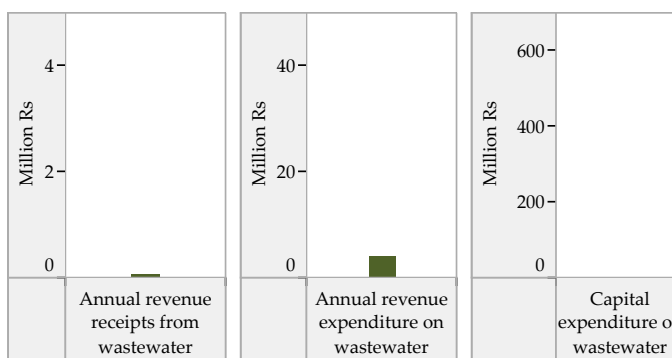 Million Rs
4
2
0
Annual revenue
receipts from
wastewater
Million Rs
40
20
0
Annual revenue
expenditure on
wastewater
Million Rs
600
400
200
0
Capital
expenditure o
wastewater